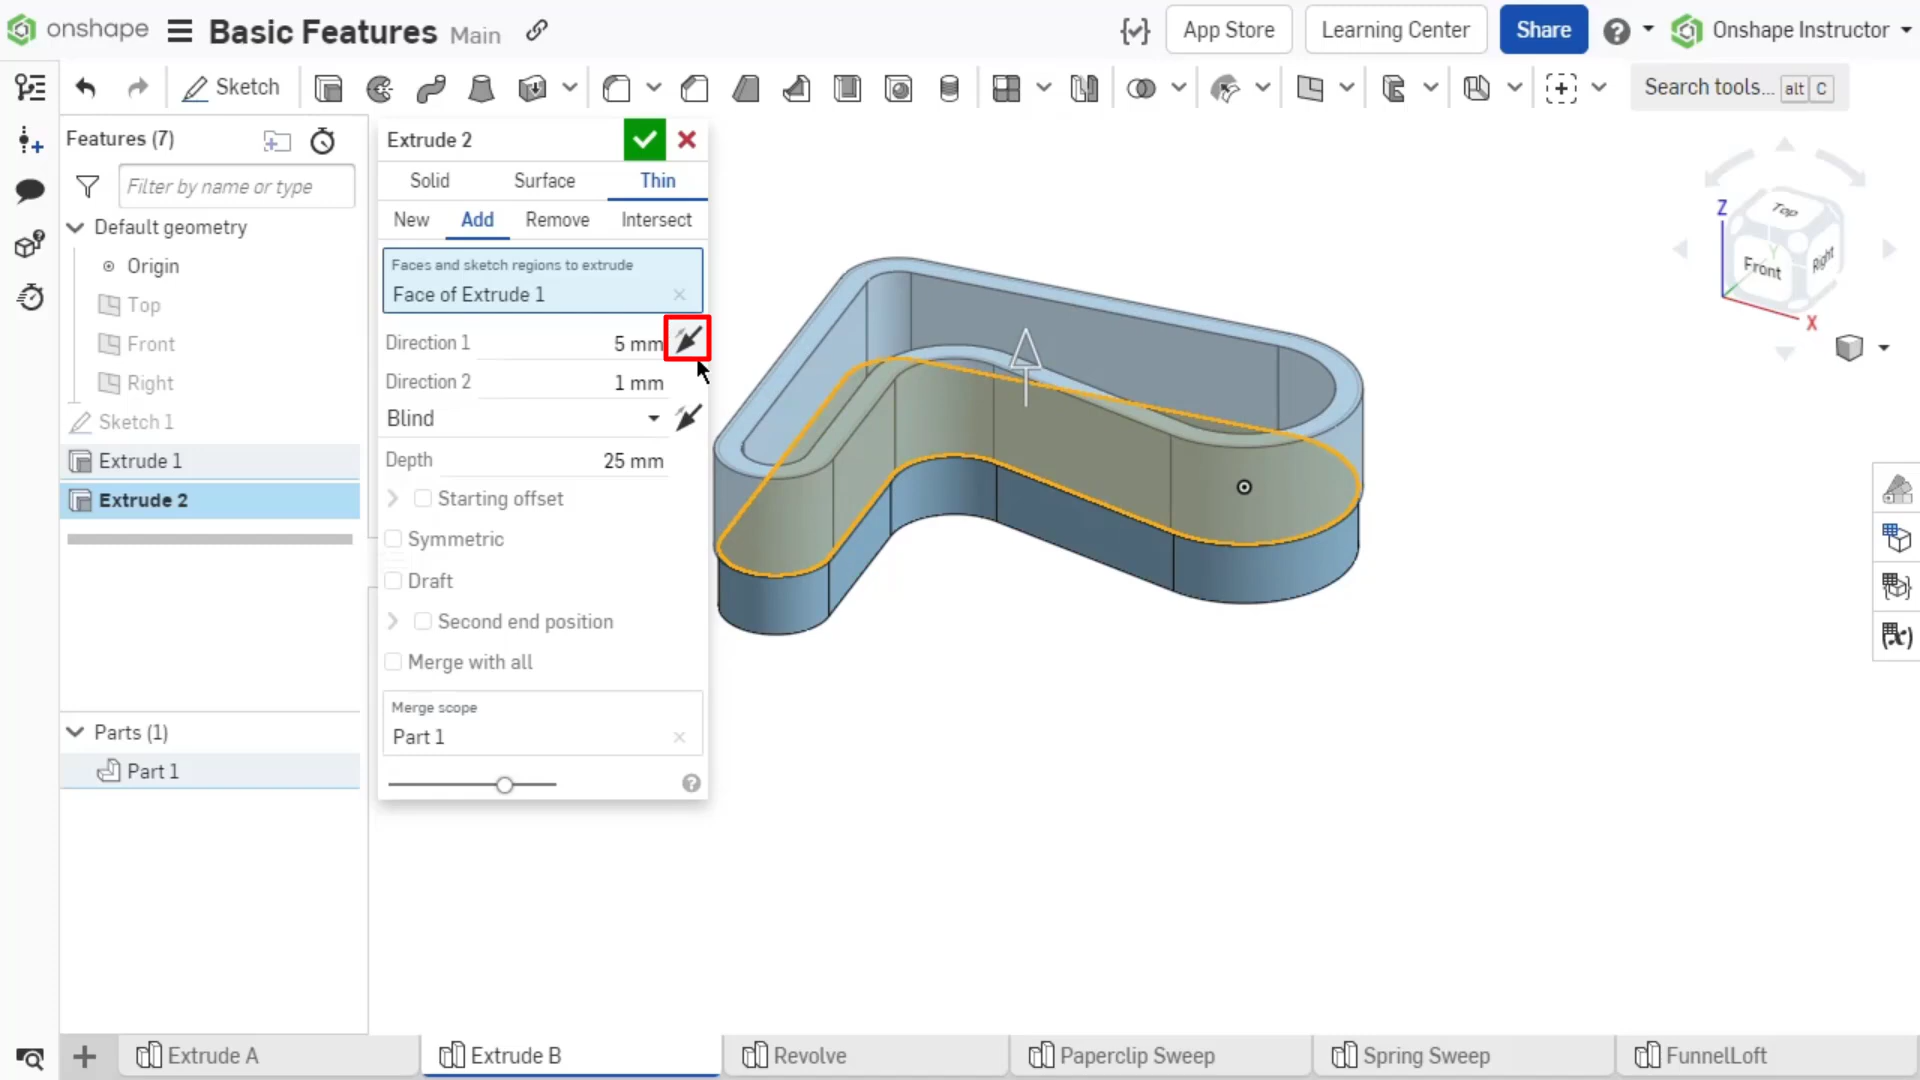 onshape
Basic Features Main
App Store
Learning Center
Share
Onshape Instructor
Sketch
Search tools... alt C
Features (7)
Filter by name or type
Default geometry
Origin
Top
Front
Right
Sketch 1
Extrude 1
Extrude 2
Parts (1)
Part 1
Extrude 2
Solid Surface Thin
New Add Remove Intersect
Faces and sketch regions to extrude
Face of Extrude 1
Direction 1 5 mm
Direction 2 1 mm
Blind
Depth 25 mm
Starting offset
Symmetric
Draft
Second end position
Merge with all
Merge scope
Part 1
Z
Top
Y
Front
Right
X
Extrude A
Extrude B
Revolve
Paperclip Sweep
Spring Sweep
FunnelLoft